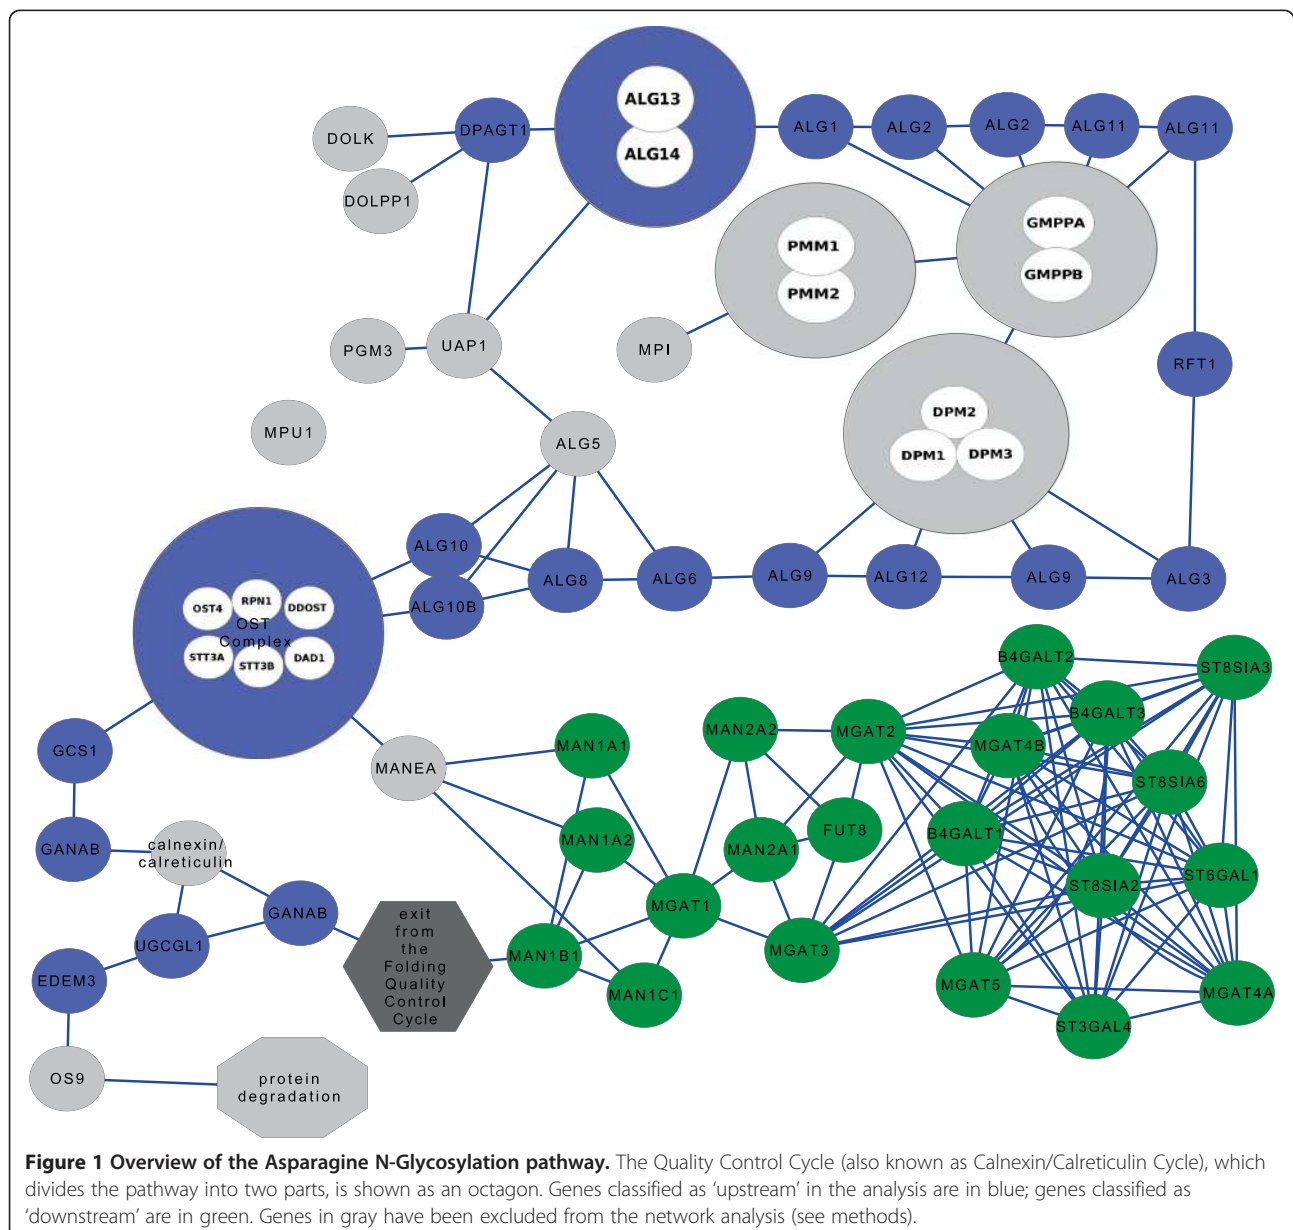 ALG13
ALG14
DOLK
DPAGT1
DOLPP1
ALG1
ALG2
ALG2
ALG11
ALG11
PMM1
PMM2
GMPPA
GMPPB
PGM3
UAP1
MPI
RFT1
MPU1
ALG5
DPM2
DPM1
DPM3
ALG10
ALG10B
ALG8
ALG6
ALG9
ALG12
ALG9
ALG3
OST4
RPN1
DDOST
OST
Complex
STT3A
STT3B
DAD1
GCS1
MANEA
MAN1A1
MAN2A2
MGAT2
B4GALT2
ST8SIA3
B4GALT3
MGAT4B
ST8SIA6
GANAB
calnexin/
calreticulin
MAN1A2
MAN2A1
FUT8
B4GALT1
ST8SIA2
ST6GAL1
GANAB
UGCGL1
EDEM3
exit
from
the
Folding
Quality
Control
Cycle
MAN1B1
MGAT1
MAN1C1
MGAT3
MGAT5
ST3GAL4
MGAT4A
OS9
protein
degradation
Figure 1 Overview of the Asparagine N-Glycosylation pathway. The Quality Control Cycle (also known as Calnexin/Calreticulin Cycle), which
divides the pathway into two parts, is shown as an octagon. Genes classified as ‘upstream’ in the analysis are in blue; genes classified as
‘downstream’ are in green. Genes in gray have been excluded from the network analysis (see methods).